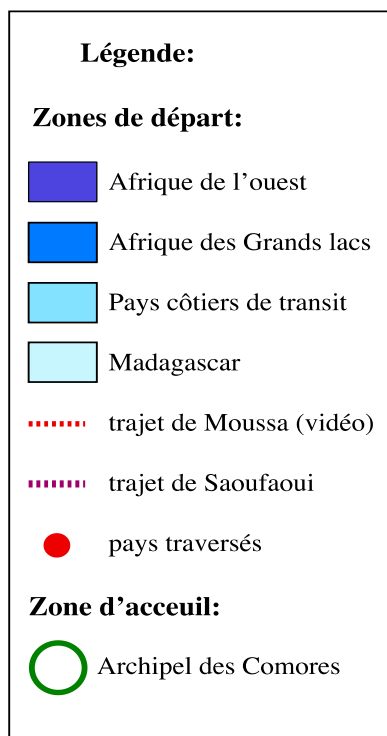 Légende:
Zones de départ:
Afrique de l’ouest
Afrique des Grands lacs
Pays côtiers de transit
Madagascar
trajet de Moussa (vidéo)
trajet de Saoufaoui
pays traversés
Zone d’acceuil:
Archipel des Comores